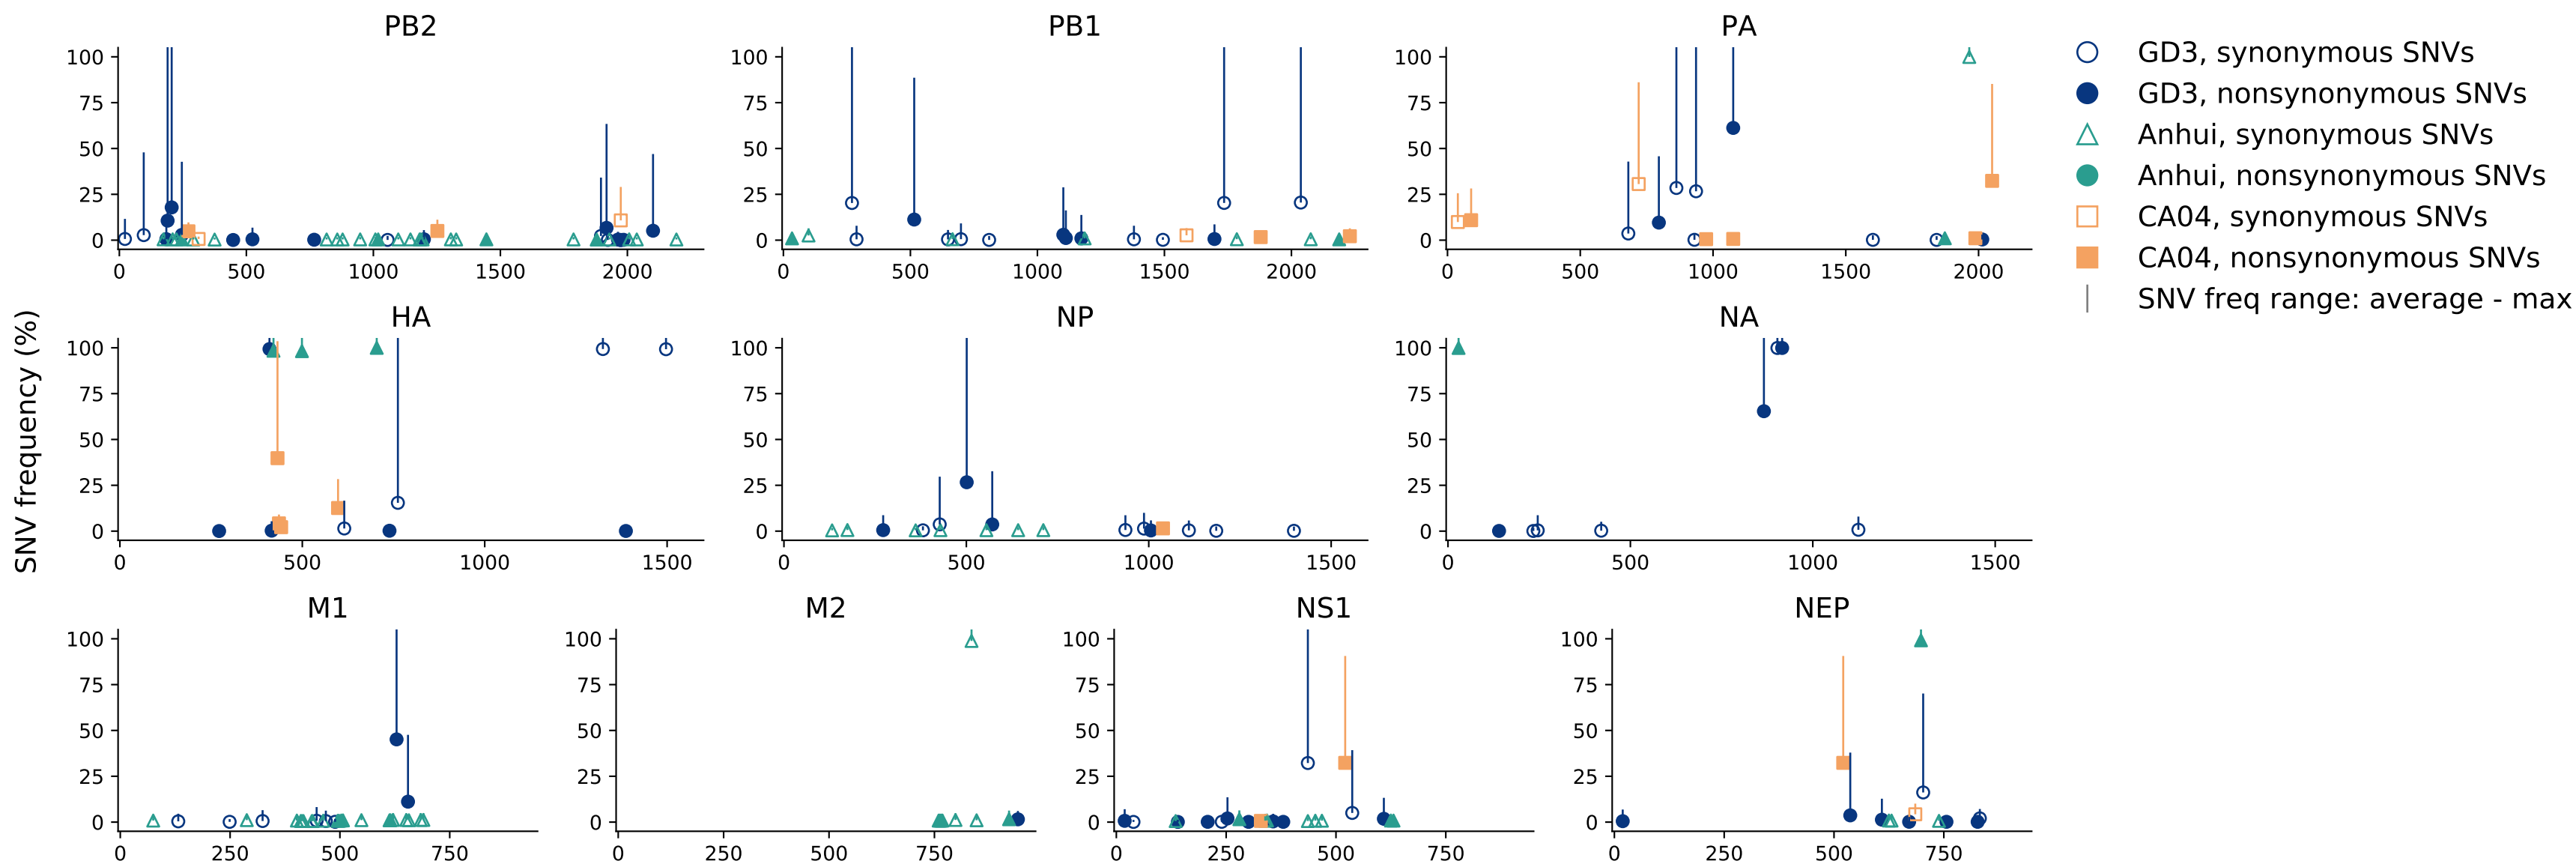 PB2
100
75
50
25
0
0 500 1000 1500 2000
PB1
100
75
50
25
0
0 500 1000 1500 2000
PA
100
75
50
25
0
0 500 1000 1500 2000
GD3, synonymous SNVs
GD3, nonsynonymous SNVs
Anhui, synonymous SNVs
Anhui, nonsynonymous SNVs
CA04, synonymous SNVs
CA04, nonsynonymous SNVs
SNV freq range: average - max
SNV frequency (%)
HA
100
75
50
25
0
0 500 1000 1500
NP
100
75
50
25
0
0 500 1000 1500
NA
100
75
50
25
0
0 500 1000 1500
M1
100
75
50
25
0
0 250 500 750
M2
100
75
50
25
0
0 250 500 750
NS1
100
75
50
25
0
0 250 500 750
NEP
100
75
50
25
0
0 250 500 750